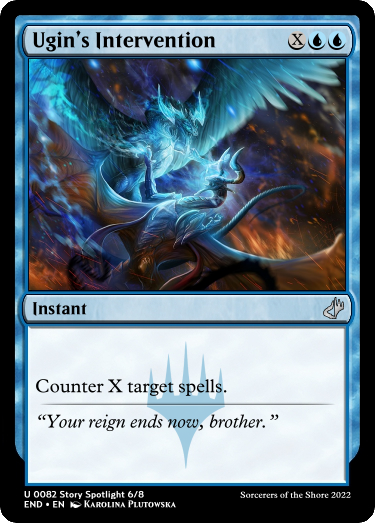 Ugin's Intervention X
Instant
Counter X target spells.
"Your reign ends now, brother."
U 0082 Story Spotlight 6/8
END • EN Karolina Plutowska
Sorcerers of the Shore 2022